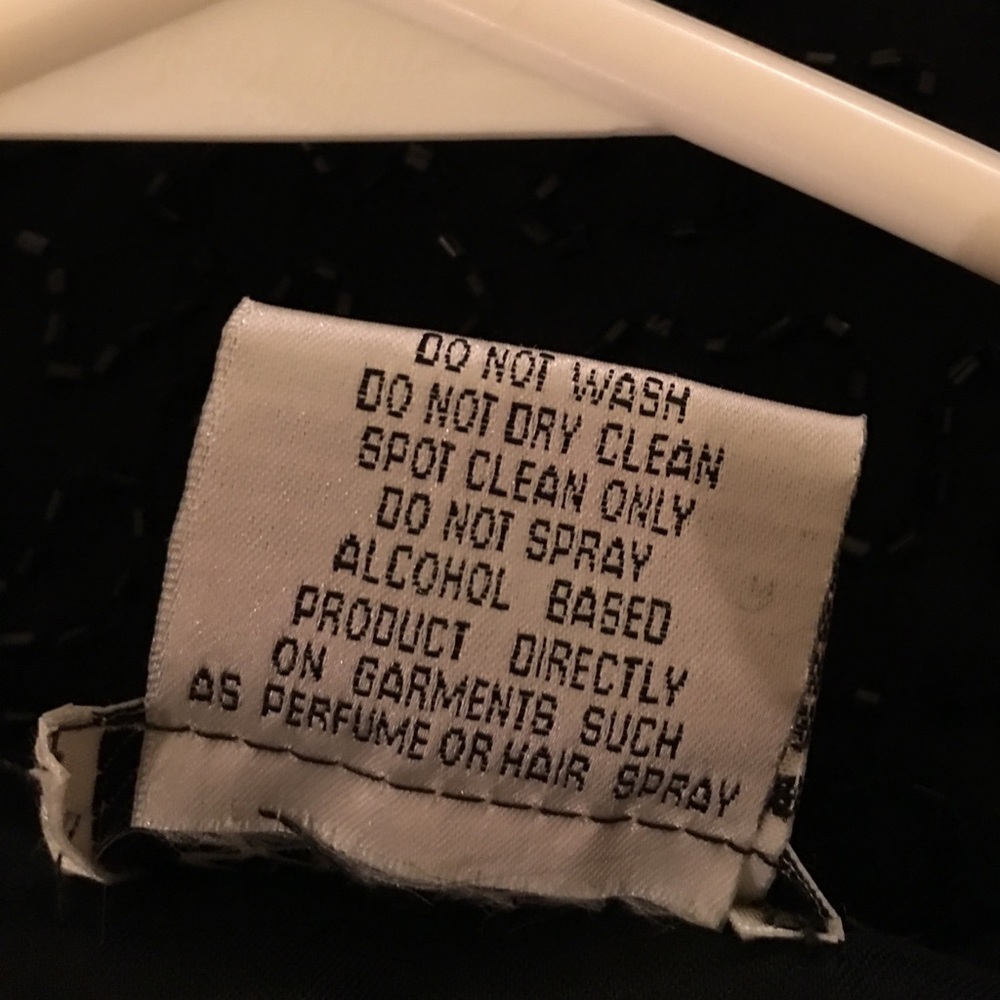 DO NOT WASH
DO NOT DRY CLEAN
SPOT CLEAN ONLY
DO NOT SPRAY
ALCOHOL BASED
PRODUCT DIRECTLY
ON GARMENTS SUCH
AS PERFUME OR HAIR SPRAY